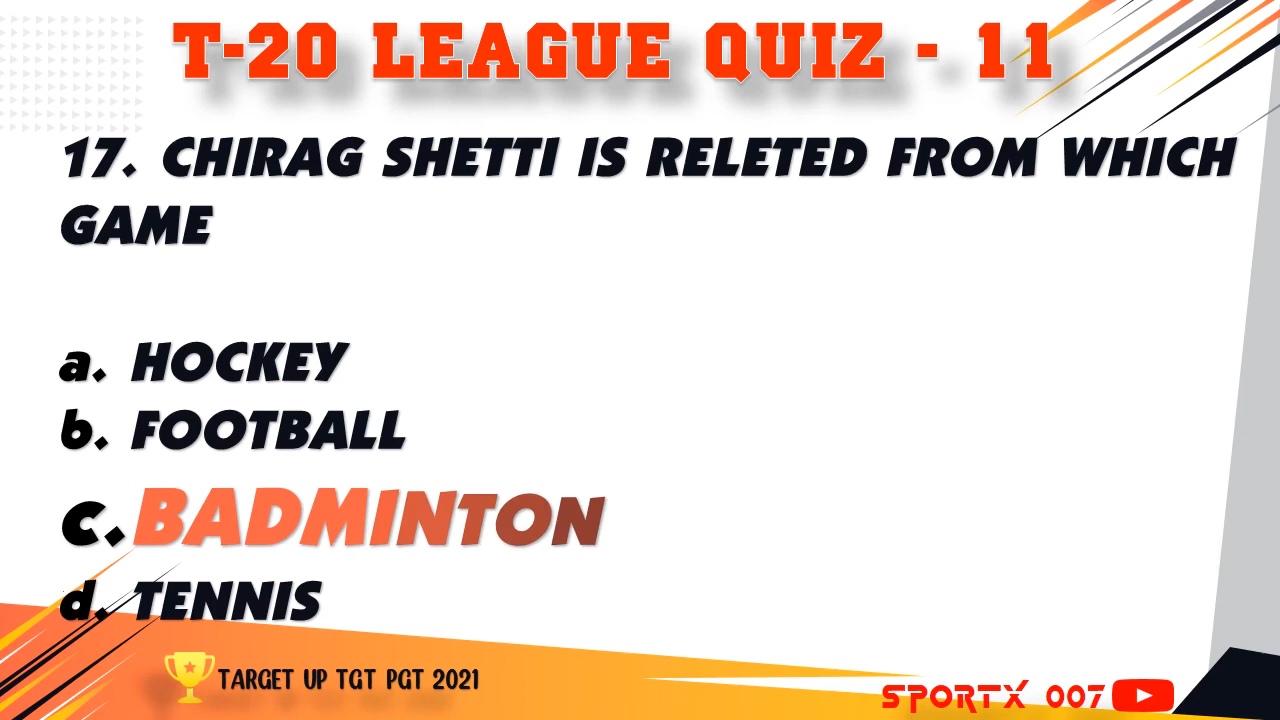 T-20 LEAGUE QUIZ - 11
17. CHIRAG SHETTI IS RELETED FROM WHICH
GAME
a. HOCKEY
b. FOOTBALL
c.BADMINTON
d. TENNIS
TARGET UP TGT PGT 2021
SPORTX 007